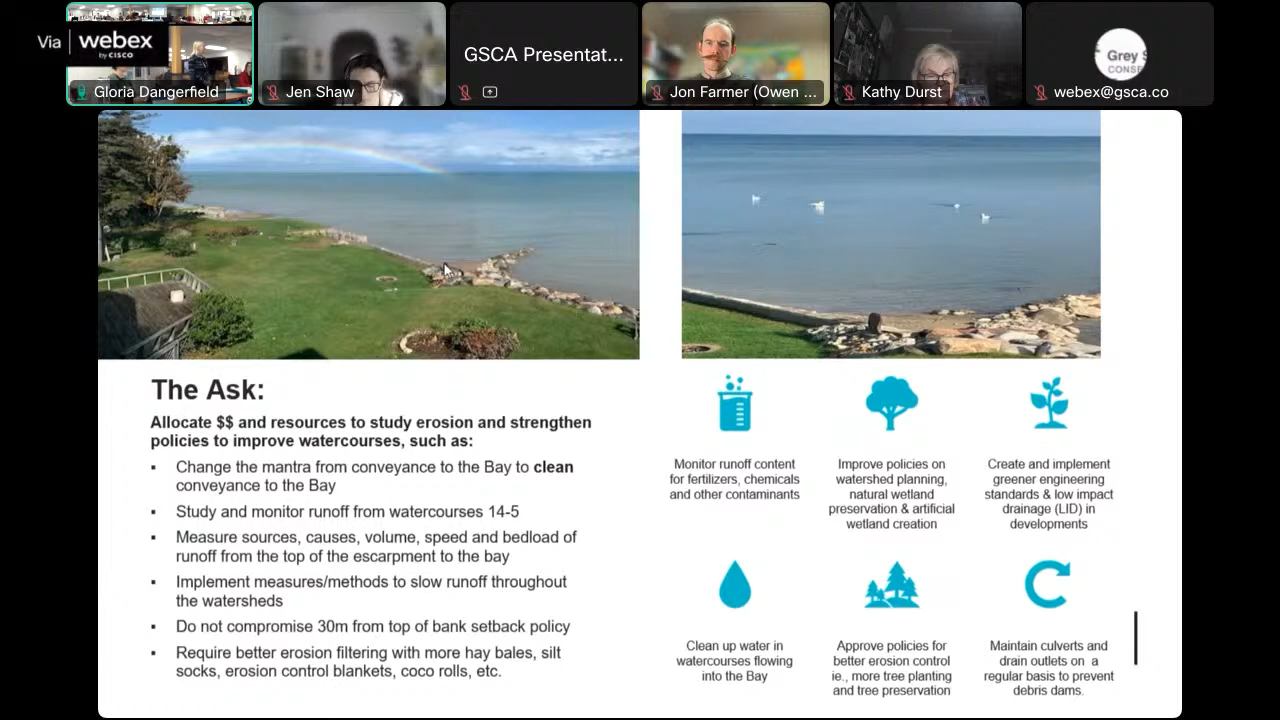 Via webex
by CISCO
Gloria Dangerfield
Jen Shaw
GSCA Presentat...
Jon Farmer (Owen ...
Kathy Durst
Grey S
CONSE
webex@gsca.co
The Ask:
Allocate $$ and resources to study erosion and strengthen
policies to improve watercourses, such as:
▪ Change the mantra from conveyance to the Bay to clean
conveyance to the Bay
▪ Study and monitor runoff from watercourses 14-5
▪ Measure sources, causes, volume, speed and bedload of
runoff from the top of the escarpment to the bay
▪ Implement measures/methods to slow runoff throughout
the watersheds
▪ Do not compromise 30m from top of bank setback policy
▪ Require better erosion filtering with more hay bales, silt
socks, erosion control blankets, coco rolls, etc.
Monitor runoff content
for fertilizers, chemicals
and other contaminants
Improve policies on
watershed planning,
natural wetland
preservation & artificial
wetland creation
Create and implement
greener engineering
standards & low impact
drainage (LID) in
developments
Clean up water in
watercourses flowing
into the Bay
Approve policies for
better erosion control
ie., more tree planting
and tree preservation
Maintain culverts and
drain outlets on a
regular basis to prevent
debris dams.